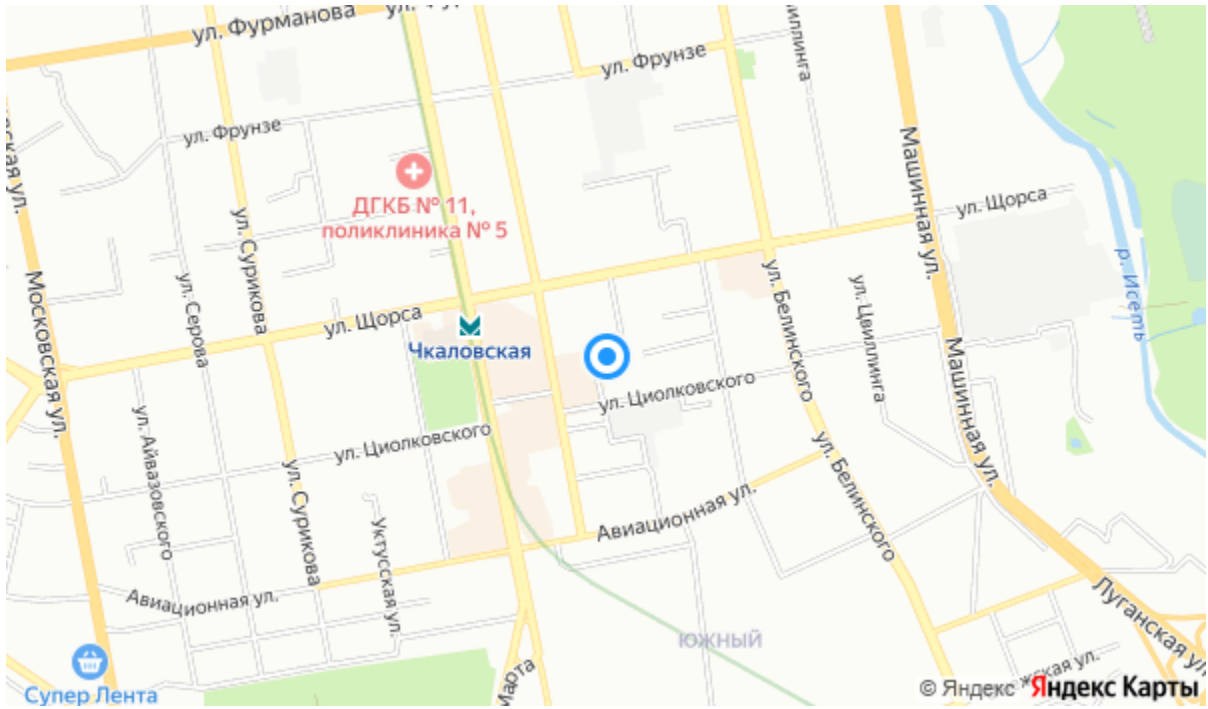 ул. Фурманова
ул. Фрунзе
ул. Фрунзе
Машинная ул.
ул. Щорса
ДГКБ № 11,
поликлиника № 5
ул. Сурикова
Московская ул.
ул. Серова
ул. Щорса
Чкаловская
ул. Белинского
ул. Цвиллинга
р. Исеть
Машинная ул.
ул. Циолковского
ул. Циолковского
ул. Айвазовского
ул. Сурикова
Уктусская ул.
Авиационная ул.
ул. Белинского
Авиационная ул.
Луганская ул.
ЮЖНЫЙ
Супер Лента
Марта
© Яндекс Яндекс Карты